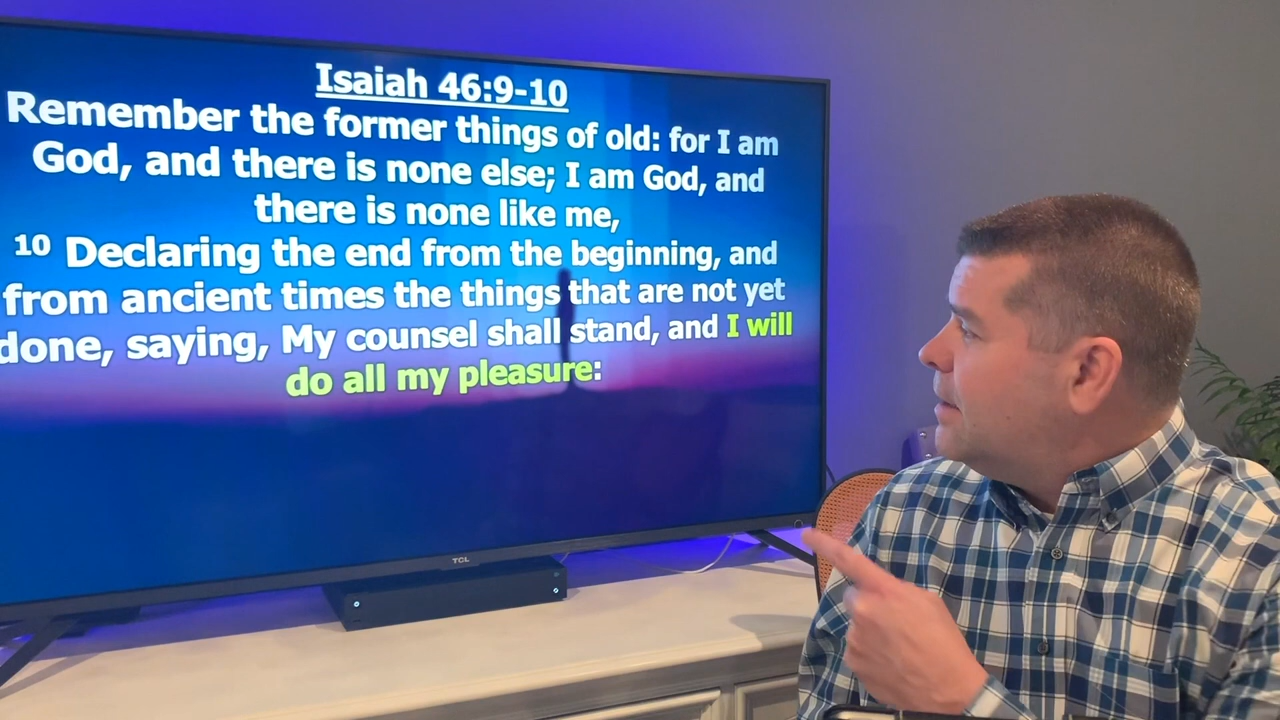 Isaiah 46:9-10
Remember the former things of old: for I am
God, and there is none else; I am God, and
there is none like me,
10 Declaring the end from the beginning, and
from ancient times the things that are not yet
done, saying, My counsel shall stand, and I will
do all my pleasure:
TCL